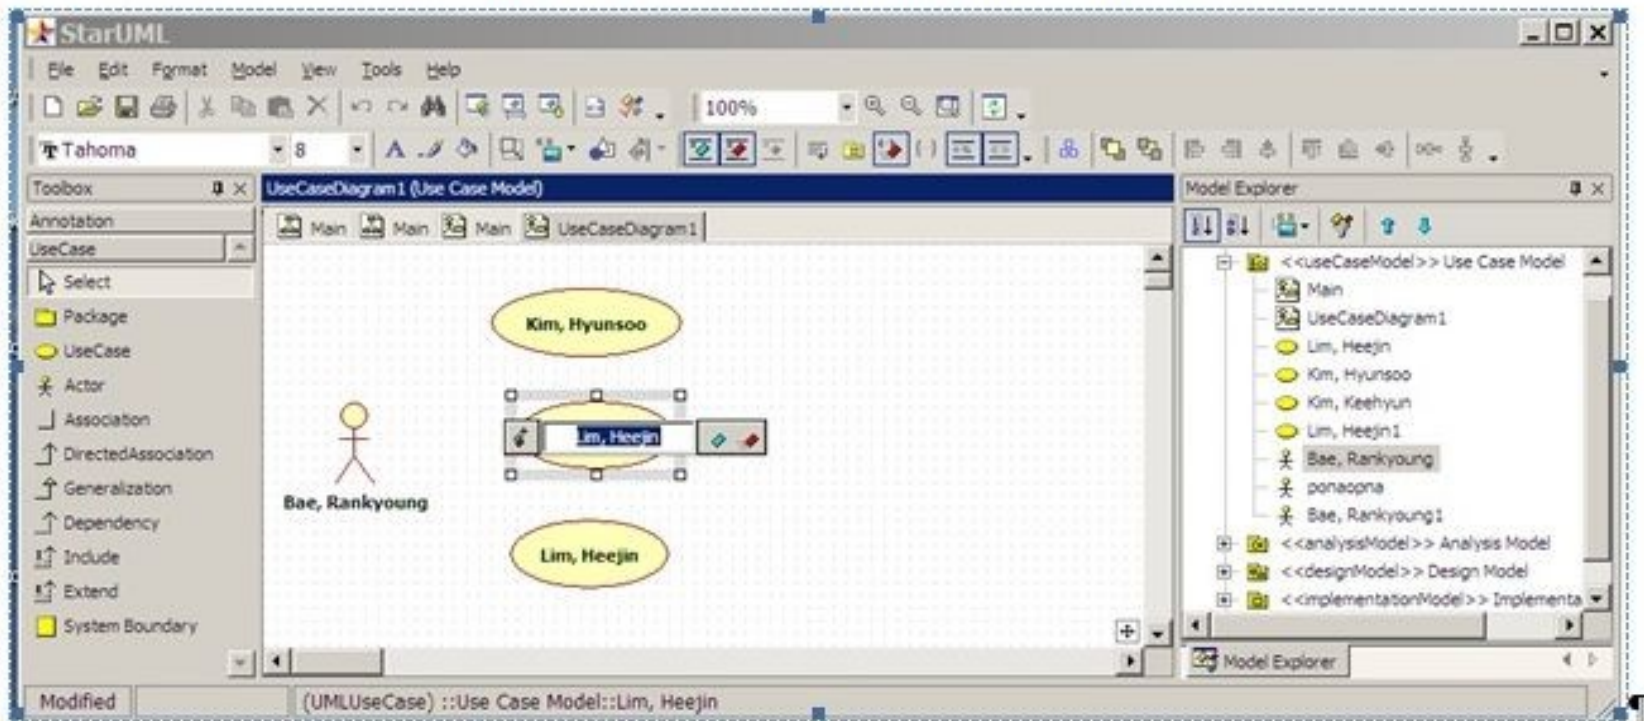 StarUML
File Edit Format Model View Tools Help
100%
Tahoma 8
Toolbox
Annotation
UseCase
Select
Package
UseCase
Actor
Association
DirectedAssociation
Generalization
Dependency
Include
Extend
System Boundary
UseCaseDiagram1 (Use Case Model)
Main Main Main UseCaseDiagram1
Kim, Hyunsoo
Lim, Heejin
Bae, Rankyoung
Lim, Heejin
Model Explorer
<<useCaseModel>> Use Case Model
Main
UseCaseDiagram1
Lim, Heejin
Kim, Hyunsoo
Kim, Keehyun
Lim, Heejin1
Bae, Rankyoung
ponaopna
Bae, Rankyoung1
<<analysisModel>> Analysis Model
<<designModel>> Design Model
<<implementationModel>> Implementa
Model Explorer
Modified
(UMLUseCase) ::Use Case Model::Lim, Heejin